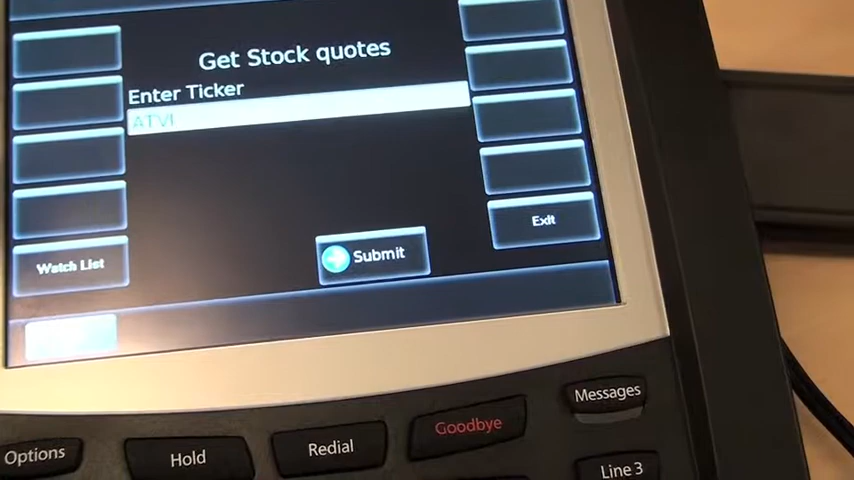 Get Stock quotes
Enter Ticker
ATVI
Exit
Watch List
Submit
Messages
Goodbye
Redial
Hold
Options
Line 3